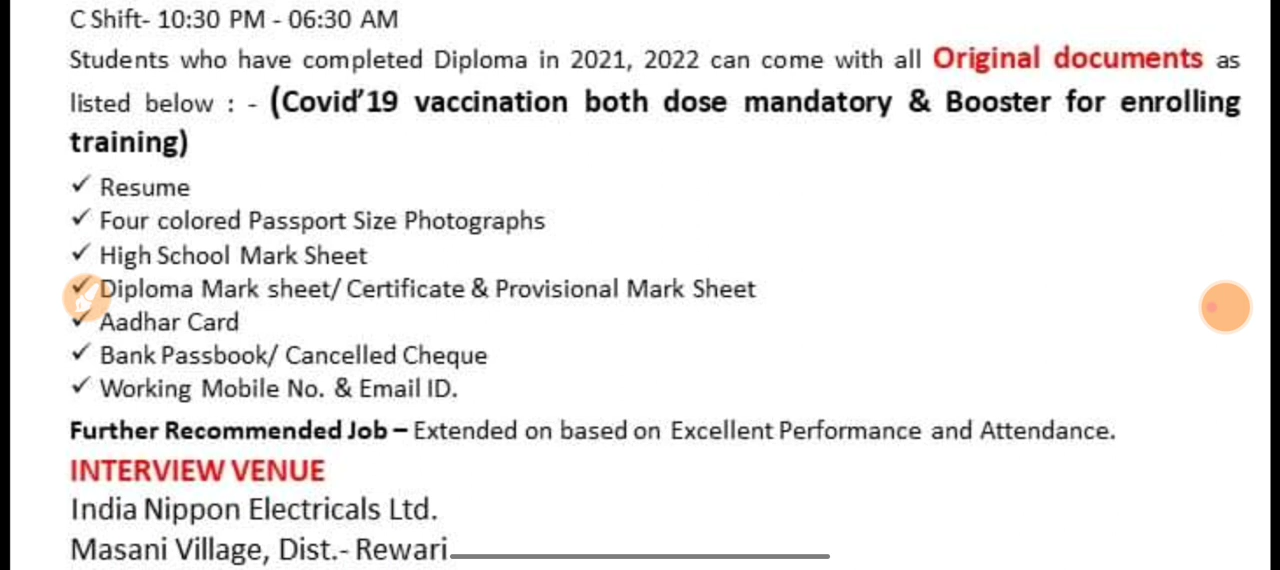 C Shift- 10:30 PM - 06:30 AM
Students who have completed Diploma in 2021, 2022 can come with all Original documents as
listed below : - (Covid'19 vaccination both dose mandatory & Booster for enrolling
training)
✓ Resume
✓ Four colored Passport Size Photographs
✓ High School Mark Sheet
✓ Diploma Mark sheet/ Certificate & Provisional Mark Sheet
✓ Aadhar Card
✓ Bank Passbook/ Cancelled Cheque
✓ Working Mobile No. & Email ID.
Further Recommended Job – Extended on based on Excellent Performance and Attendance.
INTERVIEW VENUE
India Nippon Electricals Ltd.
Masani Village, Dist.- Rewari